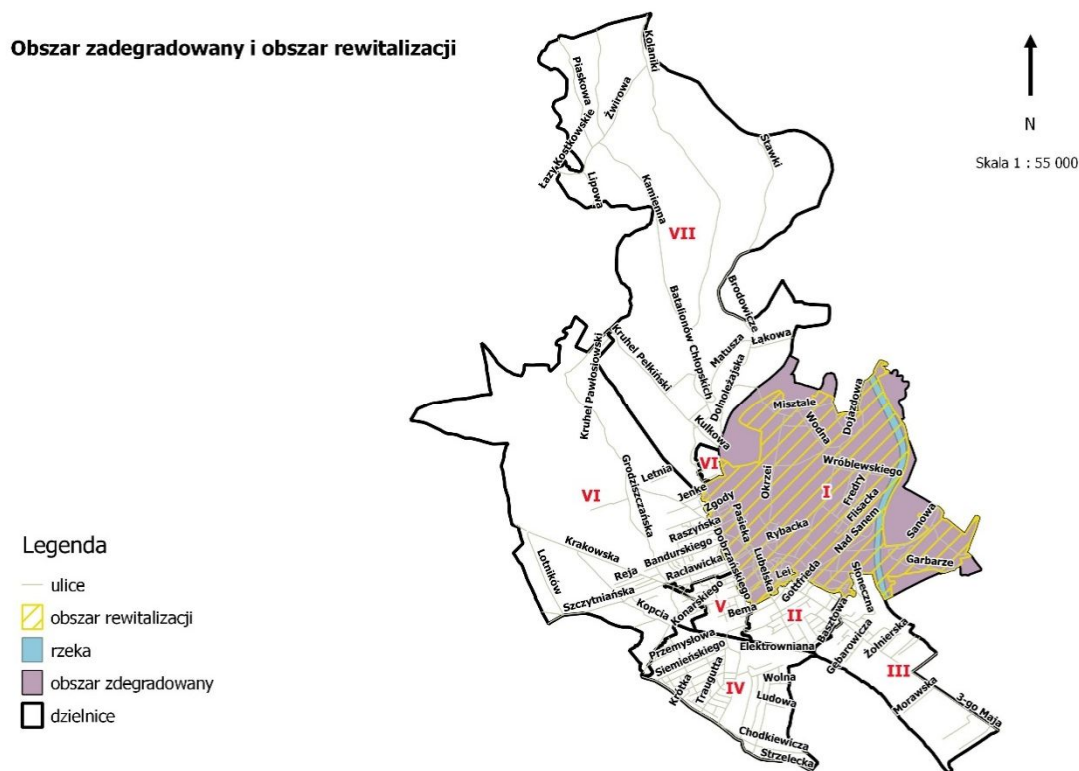 Obszar zadegradowany i obszar rewitalizacji
N
Skala 1 : 55 000
Kolaniki
Piaskowa
Żwirowa
Łazy Kostkowskie
Lipowa
Stawki
Kamienna
VII
Brodowicze
Batalionów Chłopskich
Matusza
Łąkowa
Kruhel Pełkiński
Kruhel Pawłosiowski
Dolnoleżajska
Misztale
Dojazdowa
Wodna
Kulkowa
VI
Wróblewskiego
Letnia
Grodziszczańska
VI
Jenke
Okrzei
I
Fredry
Zgody
Flisacka
Pasieka
Sanowa
Raszyńska
Rybacka
Nad Sanem
Krakowska
Bandurskiego
Dobrzańskiego
Lubelska
Garbarze
Lotników
Reja
Racławicka
Lei
Gottfrieda
Słoneczna
Szczytniańska
Konarskiego
V
Bema
II
Basztowa
Kopcia
Gębarowicza
Żołnierska
Przemysłowa
Elektrowniana
Siemieńskiego
III
Krótka
Traugutta
IV
Wolna
Ludowa
Morawska
3-go Maja
Chodkiewicza
Strzelecka
Legenda
ulice
obszar rewitalizacji
rzeka
obszar zdegradowany
dzielnice